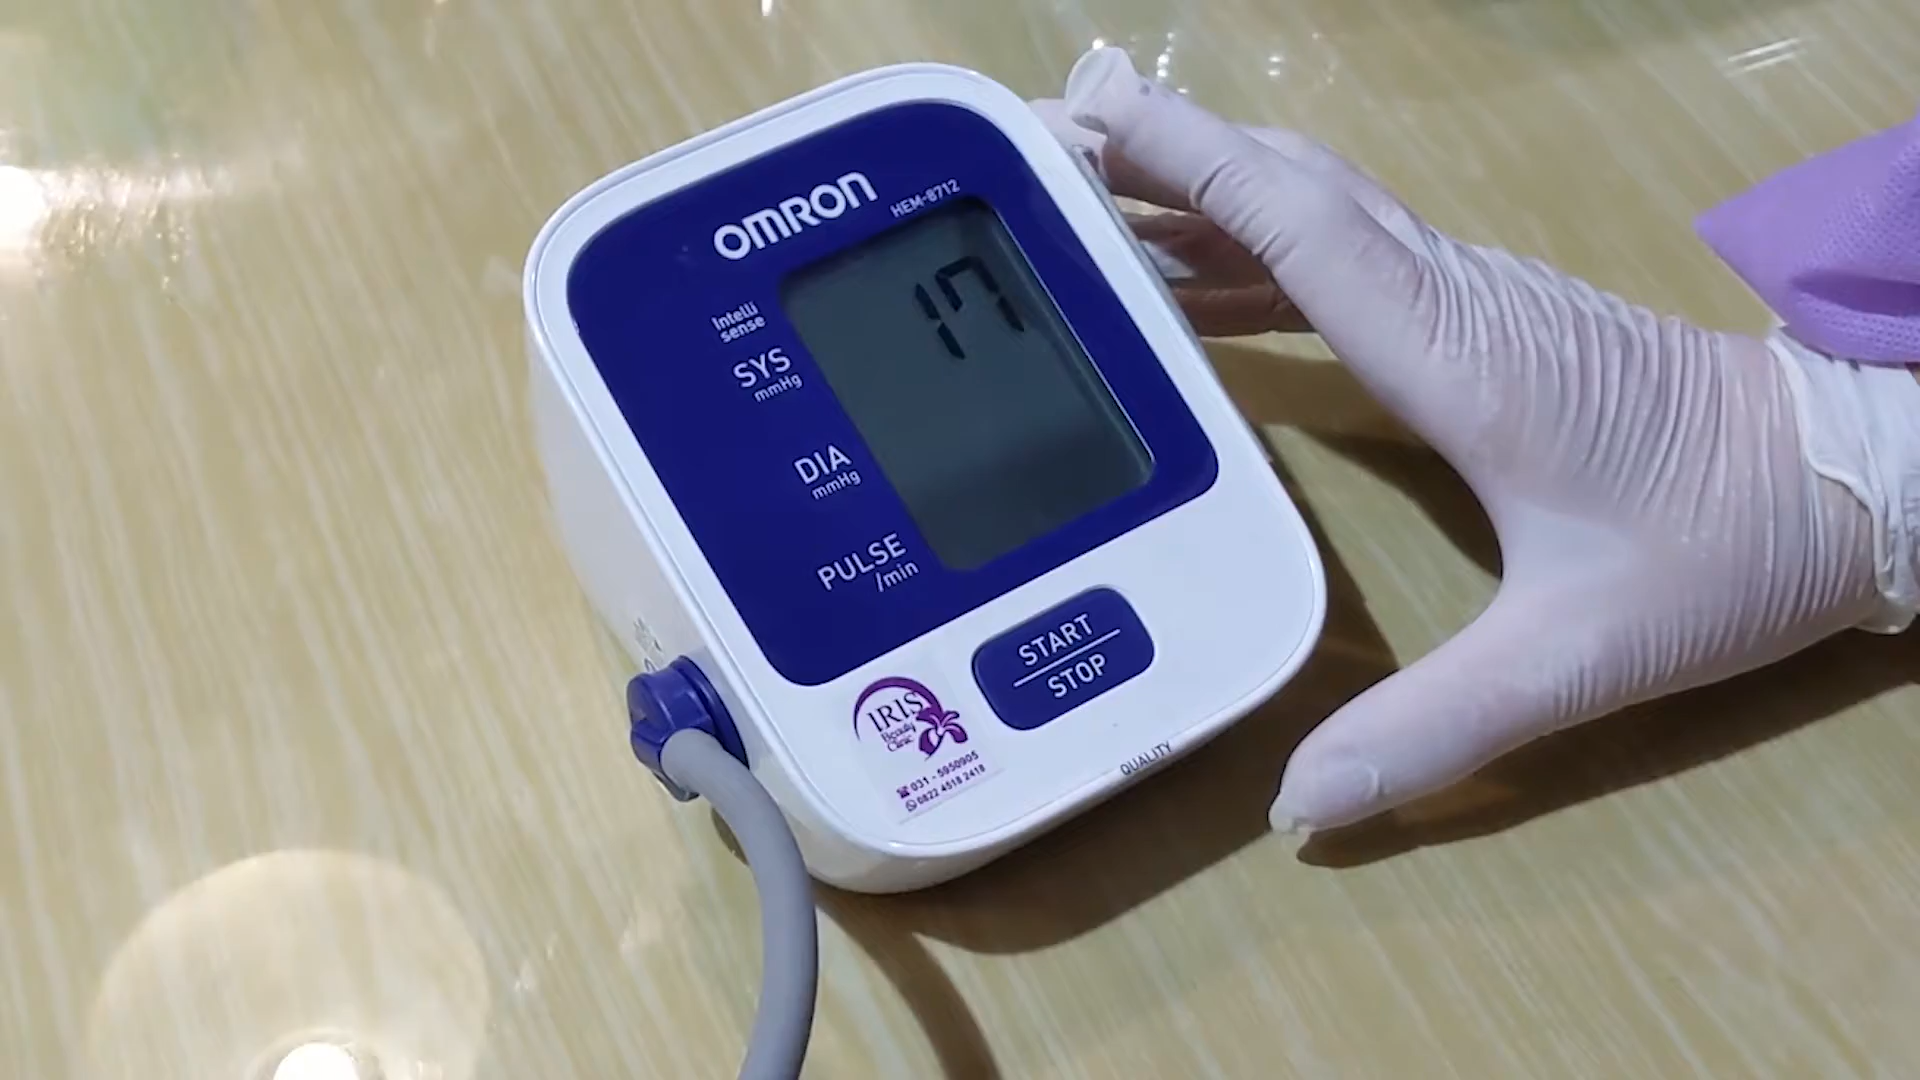 OMRON
HEM-8712
17
Intelli
sense
SYS
mmHg
DIA
mmHg
PULSE
/min
START
STOP
IRIS
Beauty
Clinic
031 - 5950905
0822 4518 2418
QUALITY